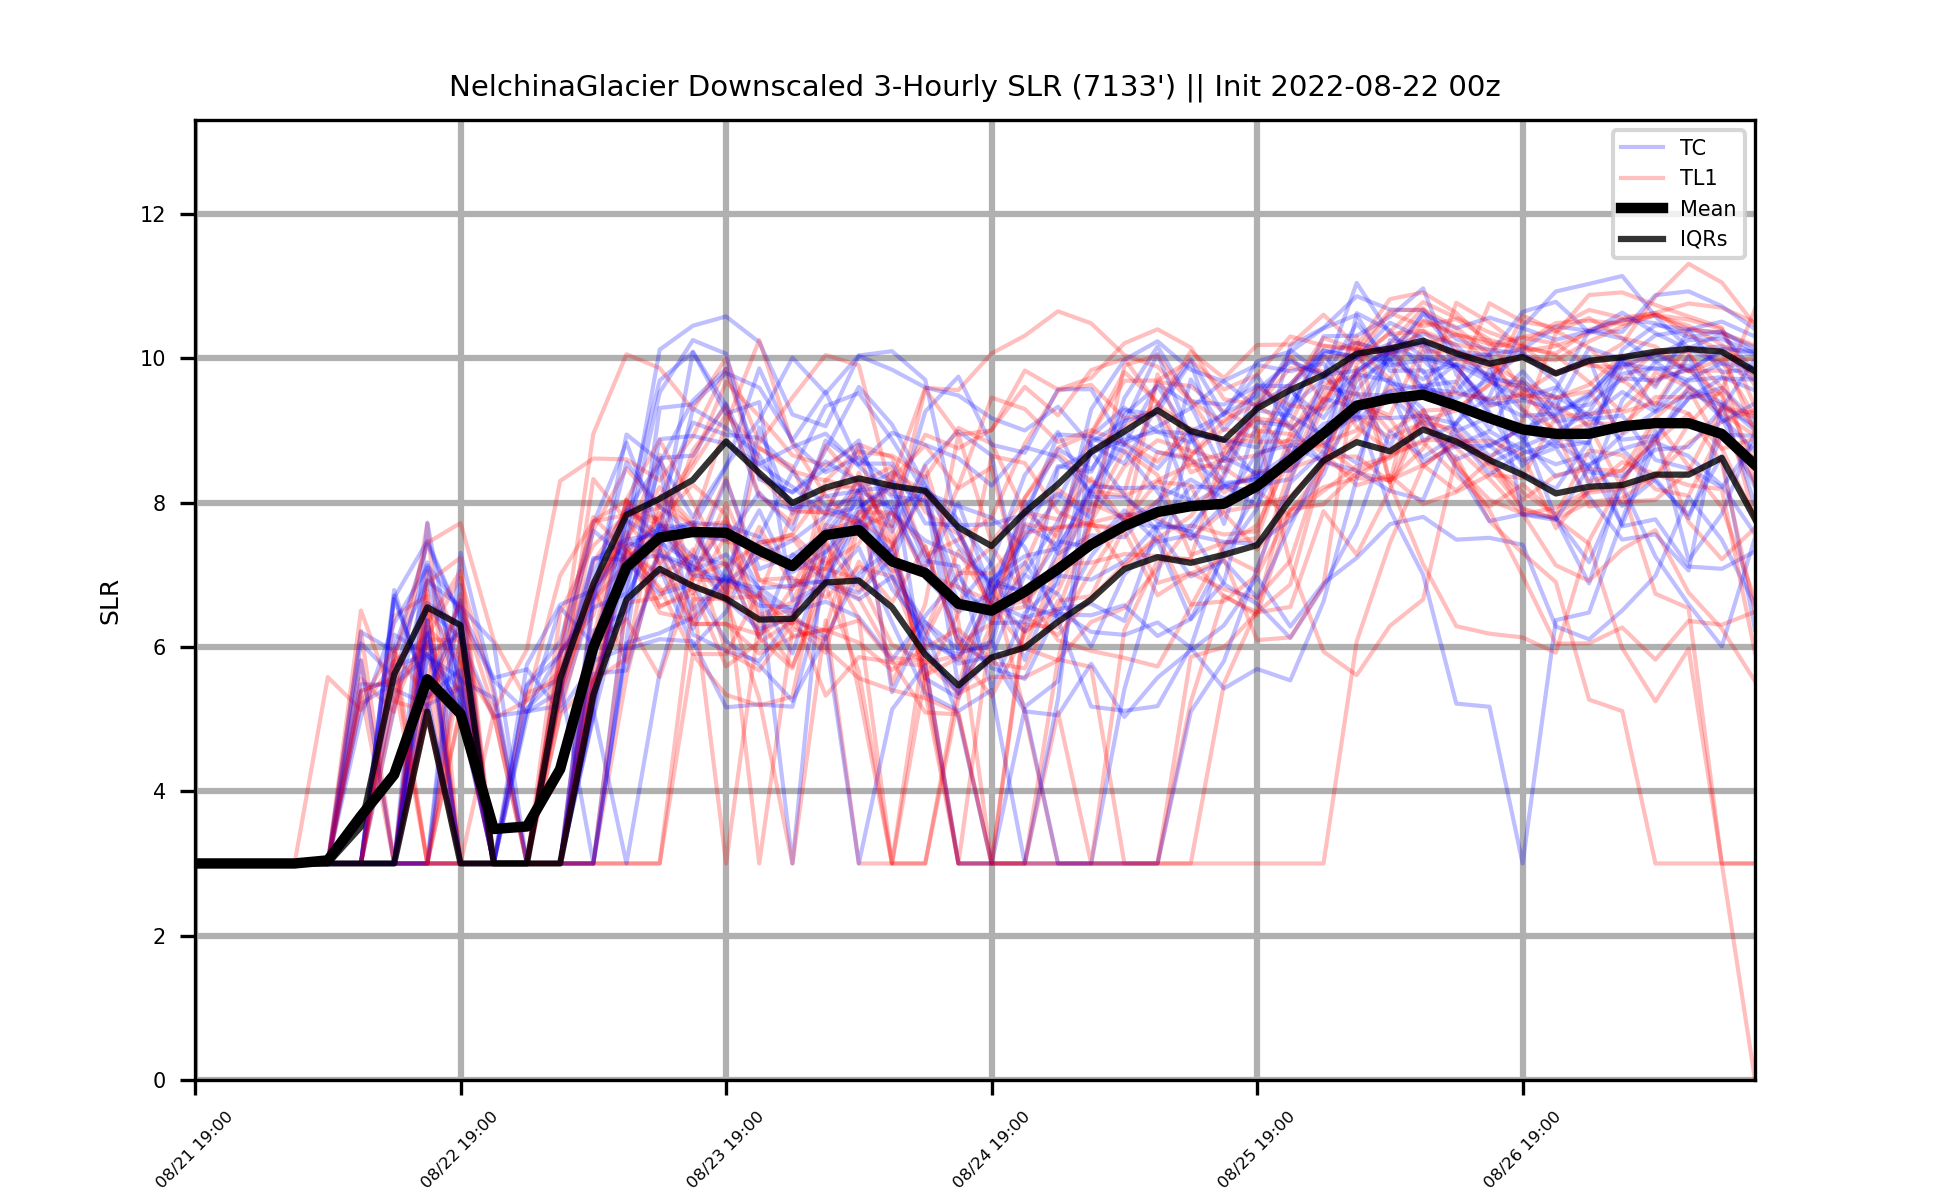 NelchinaGlacier Downscaled 3-Hourly SLR (7133') || Init 2022-08-22 00z
TC
TL1
Mean
IQRs
SLR
12
10
8
6
4
2
0
08/21 19:00
08/22 19:00
08/23 19:00
08/24 19:00
08/25 19:00
08/26 19:00